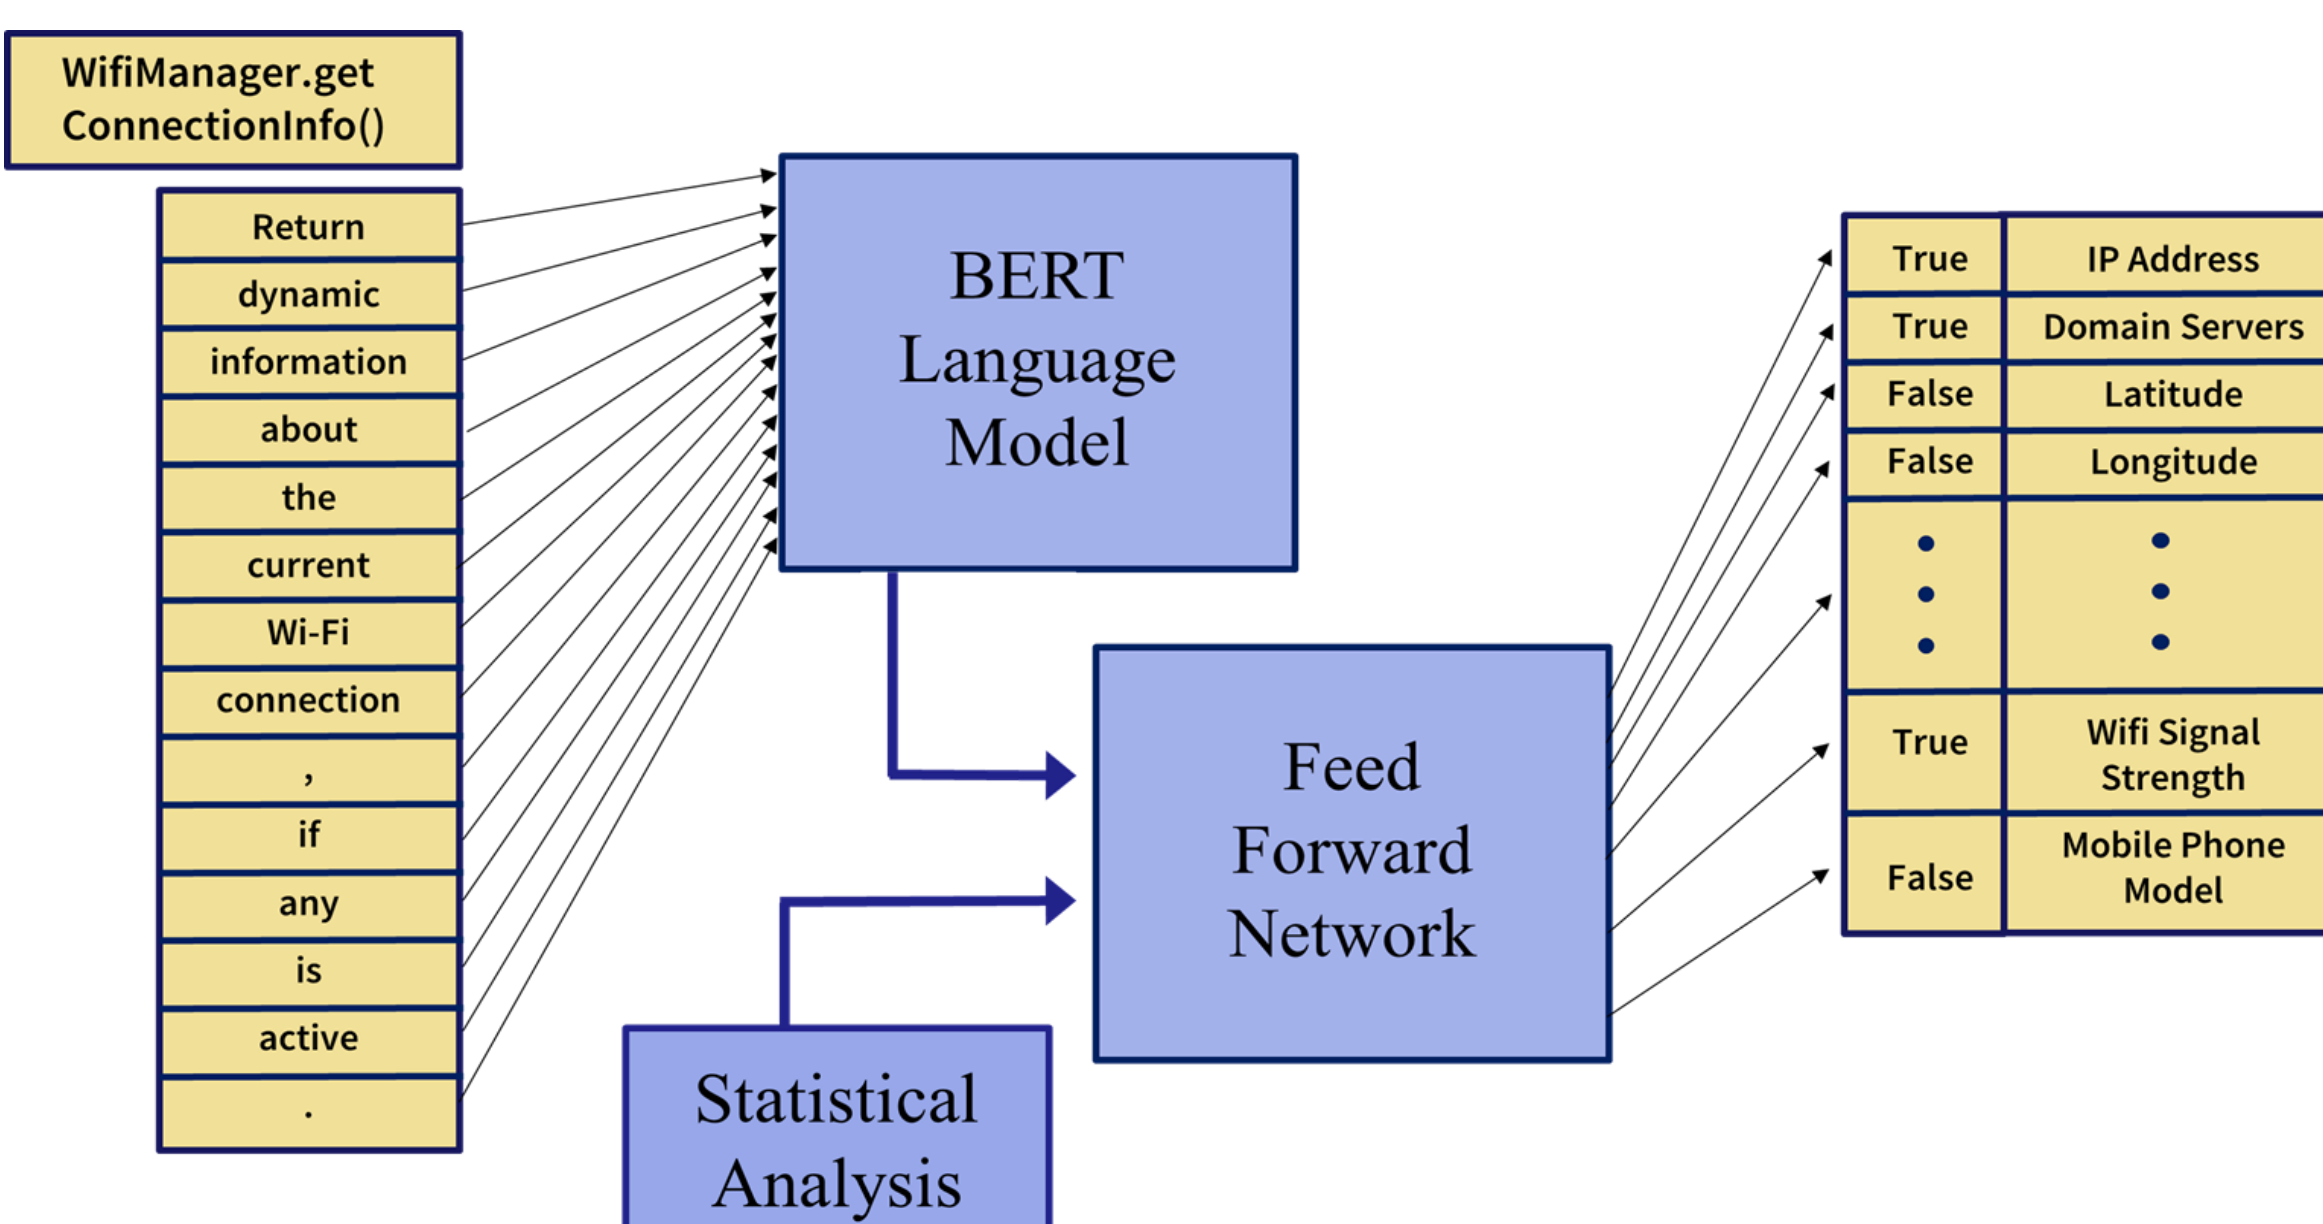 WifiManager.get
ConnectionInfo()
Return
dynamic
information
about
the
current
Wi-Fi
connection
,
if
any
is
active
.
BERT
Language
Model
Feed
Forward
Network
Statistical
Analysis
True IP Address
True Domain Servers
False Latitude
False Longitude
True Wifi Signal
Strength
False Mobile Phone
Model